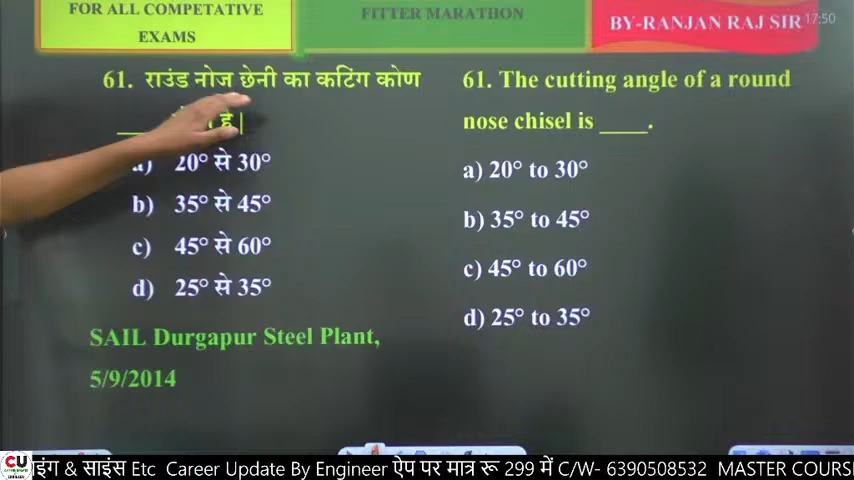 FOR ALL COMPETATIVE
EXAMS
FITTER MARATHON
BY-RANJAN RAJ SIR
17:50
61. राउंड नोज छेनी का कटिंग कोण
____ है|
a) 20° से 30°
b) 35° से 45°
c) 45° से 60°
d) 25° से 35°
SAIL Durgapur Steel Plant,
5/9/2014
61. The cutting angle of a round
nose chisel is ____.
a) 20° to 30°
b) 35° to 45°
c) 45° to 60°
d) 25° to 35°
CU
इंग & साइंस Etc Career Update By Engineer ऐप पर मात्र रू 299 में C/W- 6390508532 MASTER COURS